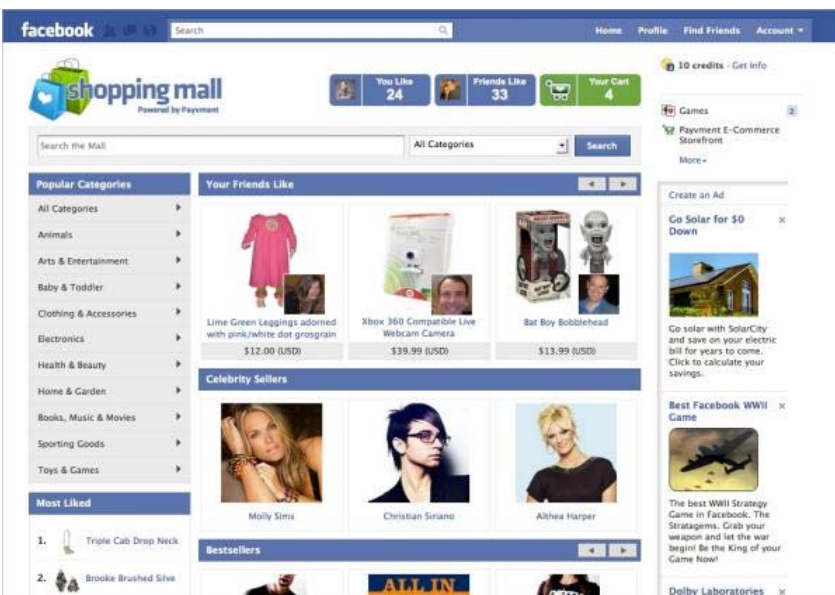 facebook
Search
Home Profile Find Friends Account
shopping mall
Powered by Payvment
You Like
24
Friends Like
33
Your Cart
4
Search the Mall
All Categories
Search
Popular Categories
All Categories
Animals
Arts & Entertainment
Baby & Toddler
Clothing & Accessories
Electronics
Health & Beauty
Home & Garden
Books, Music & Movies
Sporting Goods
Toys & Games
Most Liked
1. Triple Cab Drop Neck
2. Brooke Brushed Silve
Your Friends Like
Lime Green Leggings adorned
with pink/white dot grosgrain
$12.00 (USD)
Xbox 360 Compatible Live
Webcam Camera
$39.99 (USD)
Bat Boy Bobblehead
$13.99 (USD)
Celebrity Sellers
Molly Sims
Christian Siriano
Althea Harper
Bestsellers
ALL IN
10 credits - Get Info
Games 2
Payvment E-Commerce
Storefront
More
Create an Ad
Go Solar for $0
Down
Go solar with SolarCity
and save on your electric
bill for years to come.
Click to calculate your
savings.
Best Facebook WWII
Game
The best WWII Strategy
Game in Facebook. The
Stratagems. Grab your
weapon and let the war
begin! Be the King of your
Game Now!
Dolby Laboratories